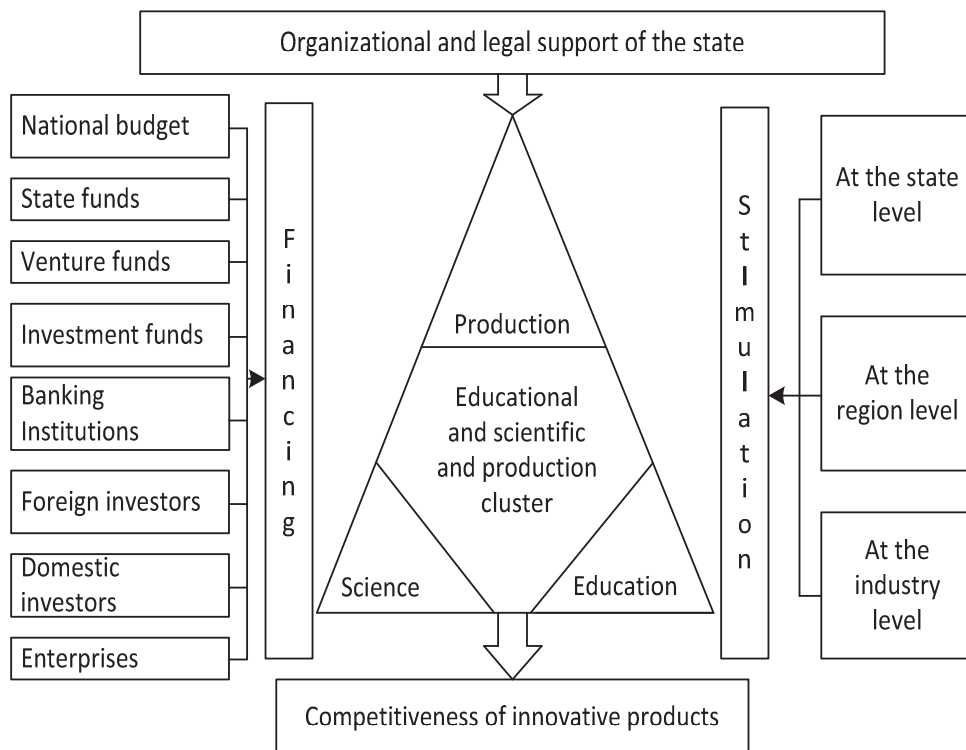 Organizational and legal support of the state
National budget
State funds
Venture funds
Investment funds
Banking
Institutions
Foreign investors
Domestic
investors
Enterprises
Financing
Production
Educational
and scientific
and production
cluster
Science
Education
StImuIation
At the state
level
At the
region level
At the
industry
level
Competitiveness of innovative products